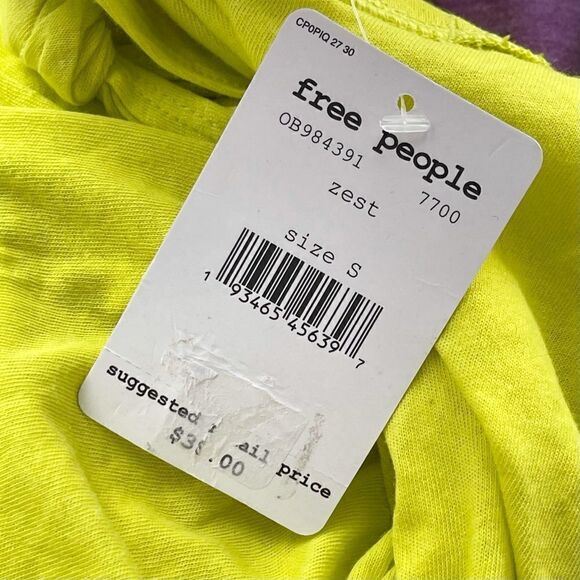 CP0PIQ 27 30
free people
OB984391 7700
zest
size S
1 93465 45639 7
suggested price